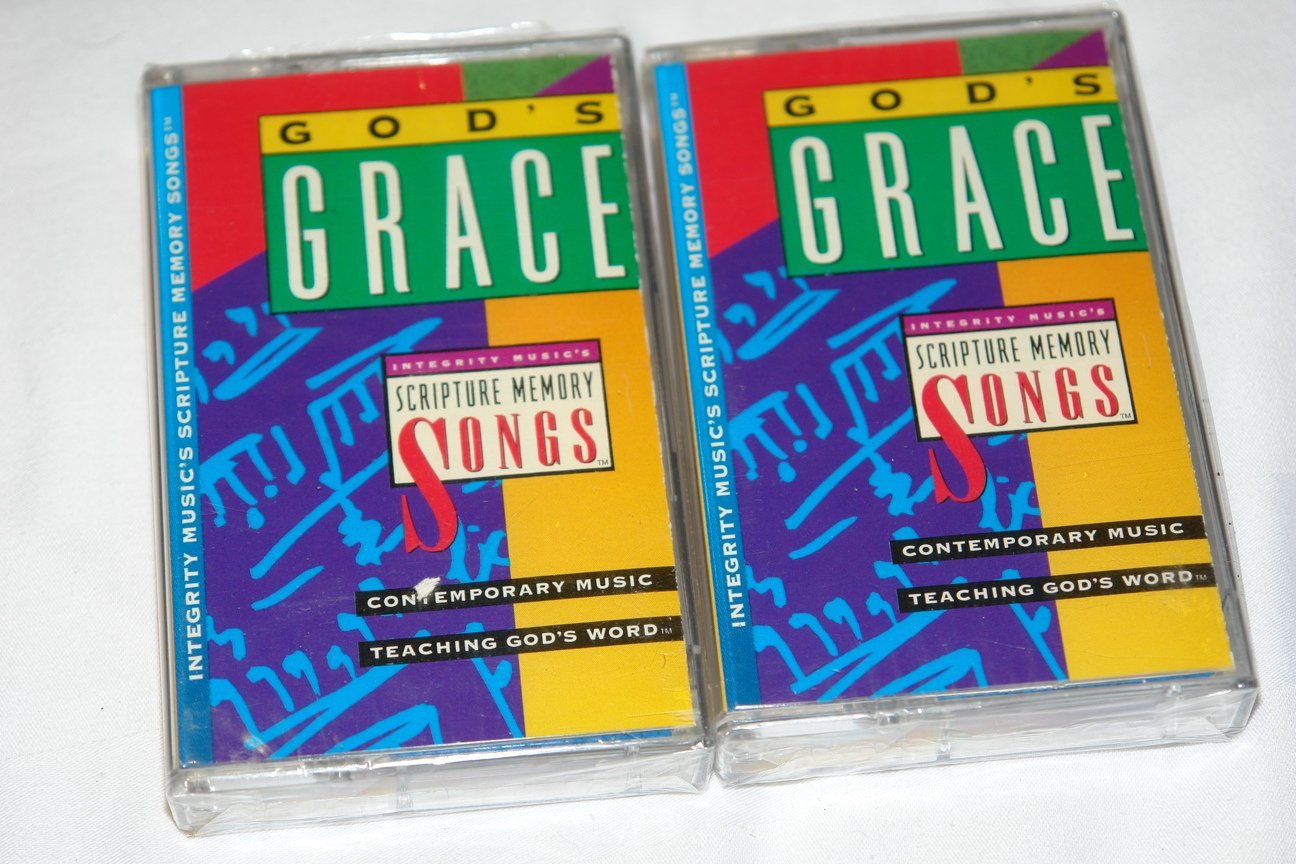 INTEGRITY MUSIC'S SCRIPTURE MEMORY SONGS™
GOD'S
GRACE
INTEGRITY MUSIC'S
SCRIPTURE MEMORY
SONGS™
CONTEMPORARY MUSIC
TEACHING GOD'S WORD™
INTEGRITY MUSIC'S SCRIPTURE MEMORY SONGS™
GOD'S
GRACE
INTEGRITY MUSIC'S
SCRIPTURE MEMORY
SONGS™
CONTEMPORARY MUSIC
TEACHING GOD'S WORD™